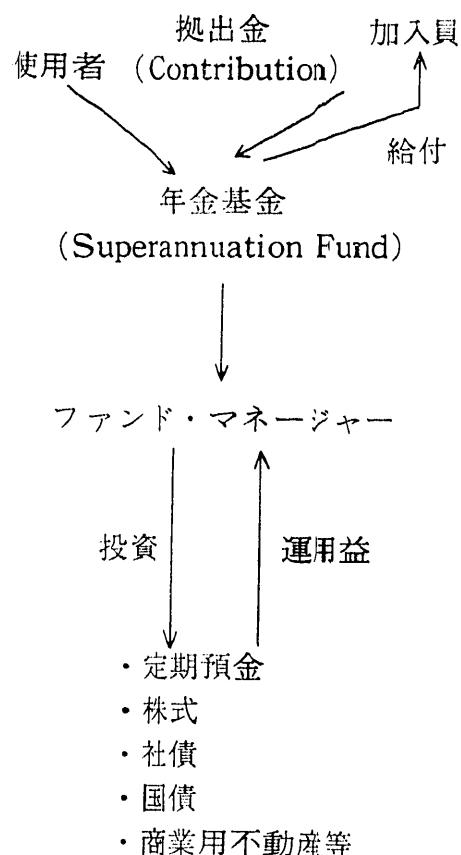 拠出金
加入員
使用者
(Contribution)
給付
年金基金
(Superannuation Fund)
ファンド・マネージャー
投資
運用益
・定期預金
・株式
・社債
・国債
・商業用不動産等